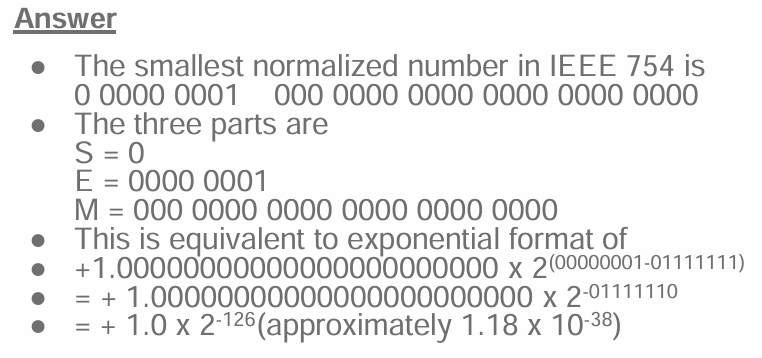 Answer
● The smallest normalized number in IEEE 754 is
0 0000 0001 000 0000 0000 0000 0000 0000
● The three parts are
S = 0
E = 0000 0001
M = 000 0000 0000 0000 0000 0000
● This is equivalent to exponential format of
● +1.00000000000000000000000 x 2^(00000001-01111111)
● = + 1.00000000000000000000000 x 2^-01111110
● = + 1.0 x 2^-126(approximately 1.18 x 10^-38)